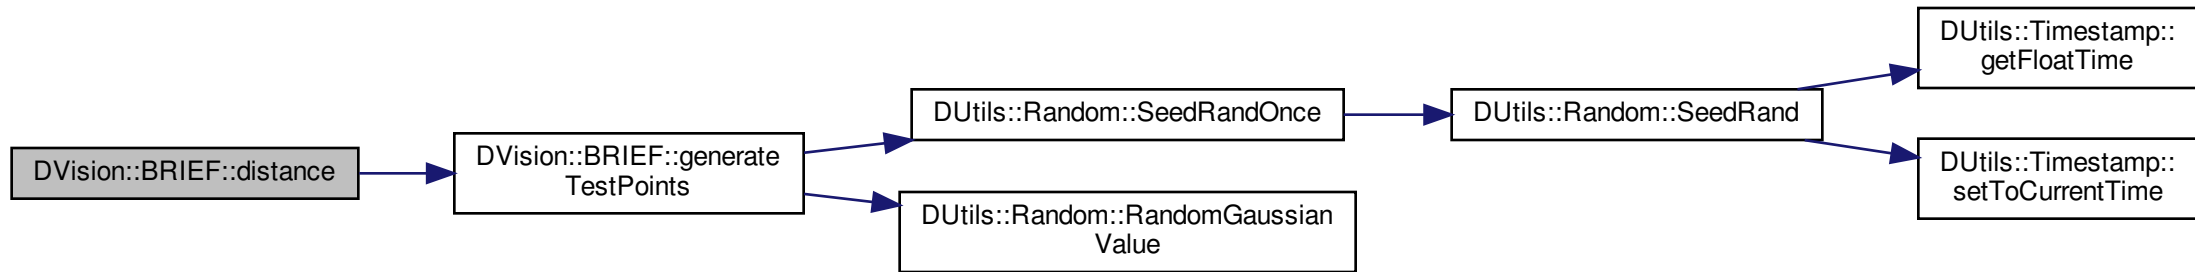 DVision::BRIEF::distance
DVision::BRIEF::generate
TestPoints
DUtils::Random::SeedRandOnce
DUtils::Random::RandomGaussian
Value
DUtils::Random::SeedRand
DUtils::Timestamp::
getFloatTime
DUtils::Timestamp::
setToCurrentTime